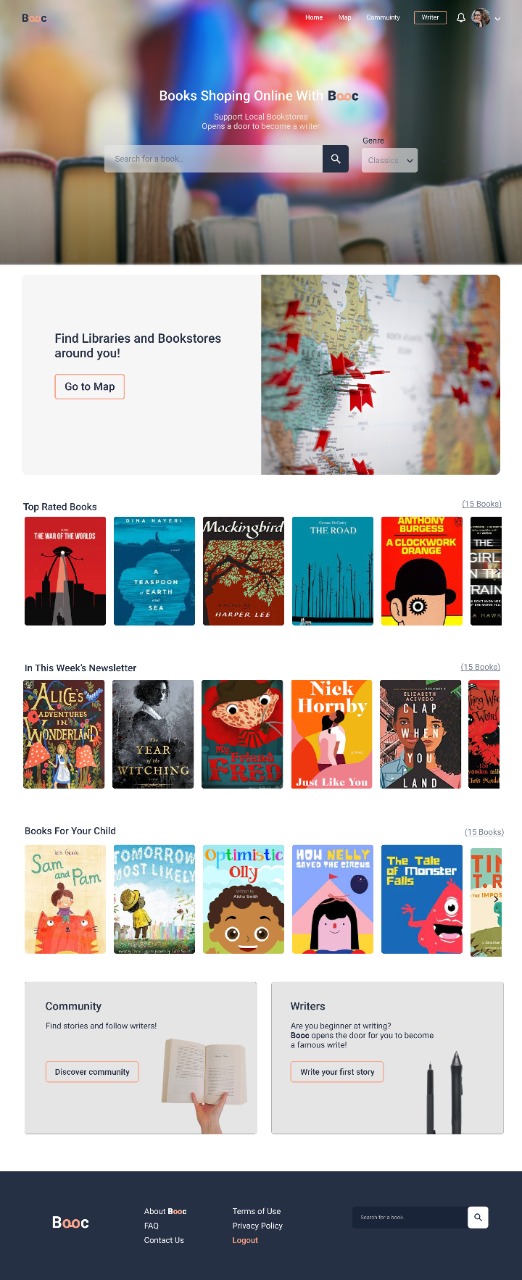 Booc
Home Map Community Writer
Books Shoping Online With Booc
Support Local Bookstores
Opens a door to become a writer
Genre
Search for a book..
Classics
Find Libraries and Bookstores
around you!
Go to Map
Top Rated Books
(15 Books)
THE WAR OF THE WORLDS
DINA NAYERI
A
TEASPOON
of EARTH
and
SEA
Mockingbird
HARPER LEE
THE ROAD
ANTHONY
BURGESS
A CLOCKWORK
ORANGE
THE
GIRL
In This Week's Newsletter
(15 Books)
ALICE'S
ADVENTURES
IN
WONDERLAND
THE
YEAR
of the
WITCHING
My Friend
FRED
Nick
Hornby
Just Like You
ELIZABETH
ACEVEDO
CLAP
WHEN
YOU
LAND
Books For Your Child
(15 Books)
Sam
and Pam
TOMORROW
MOST LIKELY
Optimistic
Olly
HOW NELLY
SAVED THE CIRCUS
The Tale
of Monster
Falls
Community
Find stories and follow writers!
Discover community
Writers
Are you beginner at writing?
Booc opens the door for you to become
a famous write!
Write your first story
Booc
About Booc
FAQ
Contact Us
Terms of Use
Privacy Policy
Logout
Search for a book